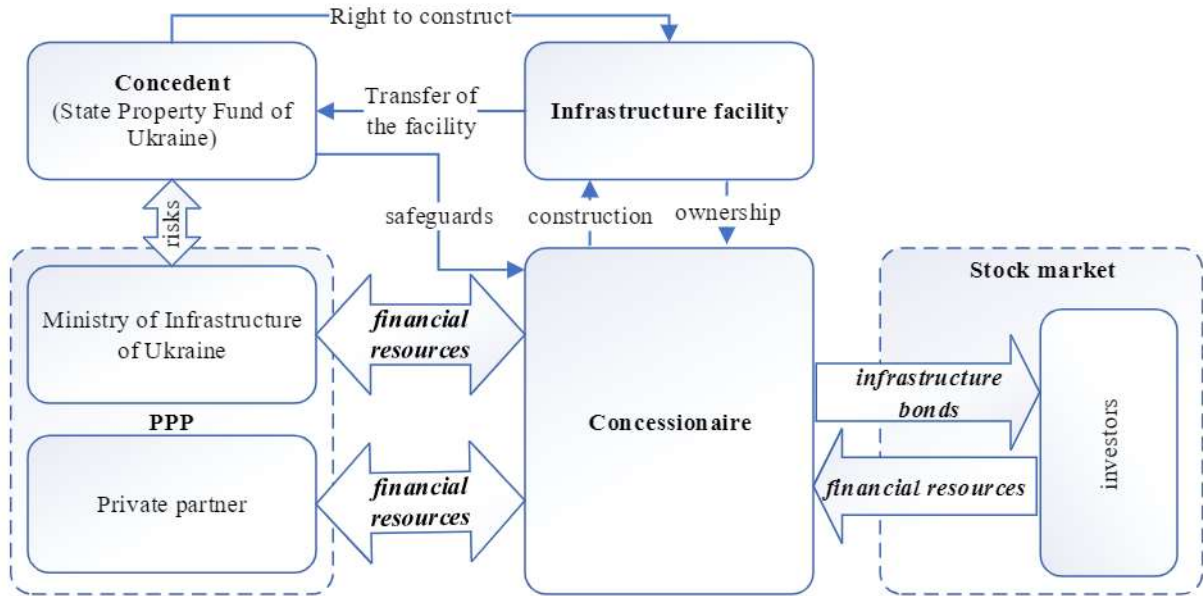 Right to construct
Concedent
(State Property Fund of
Ukraine)
Transfer of
the facility
Infrastructure facility
safeguards
construction
ownership
risks
Ministry of Infrastructure
of Ukraine
PPP
Private partner
financial
resources
financial
resources
Concessionaire
Stock market
infrastructure
bonds
financial resources
investors